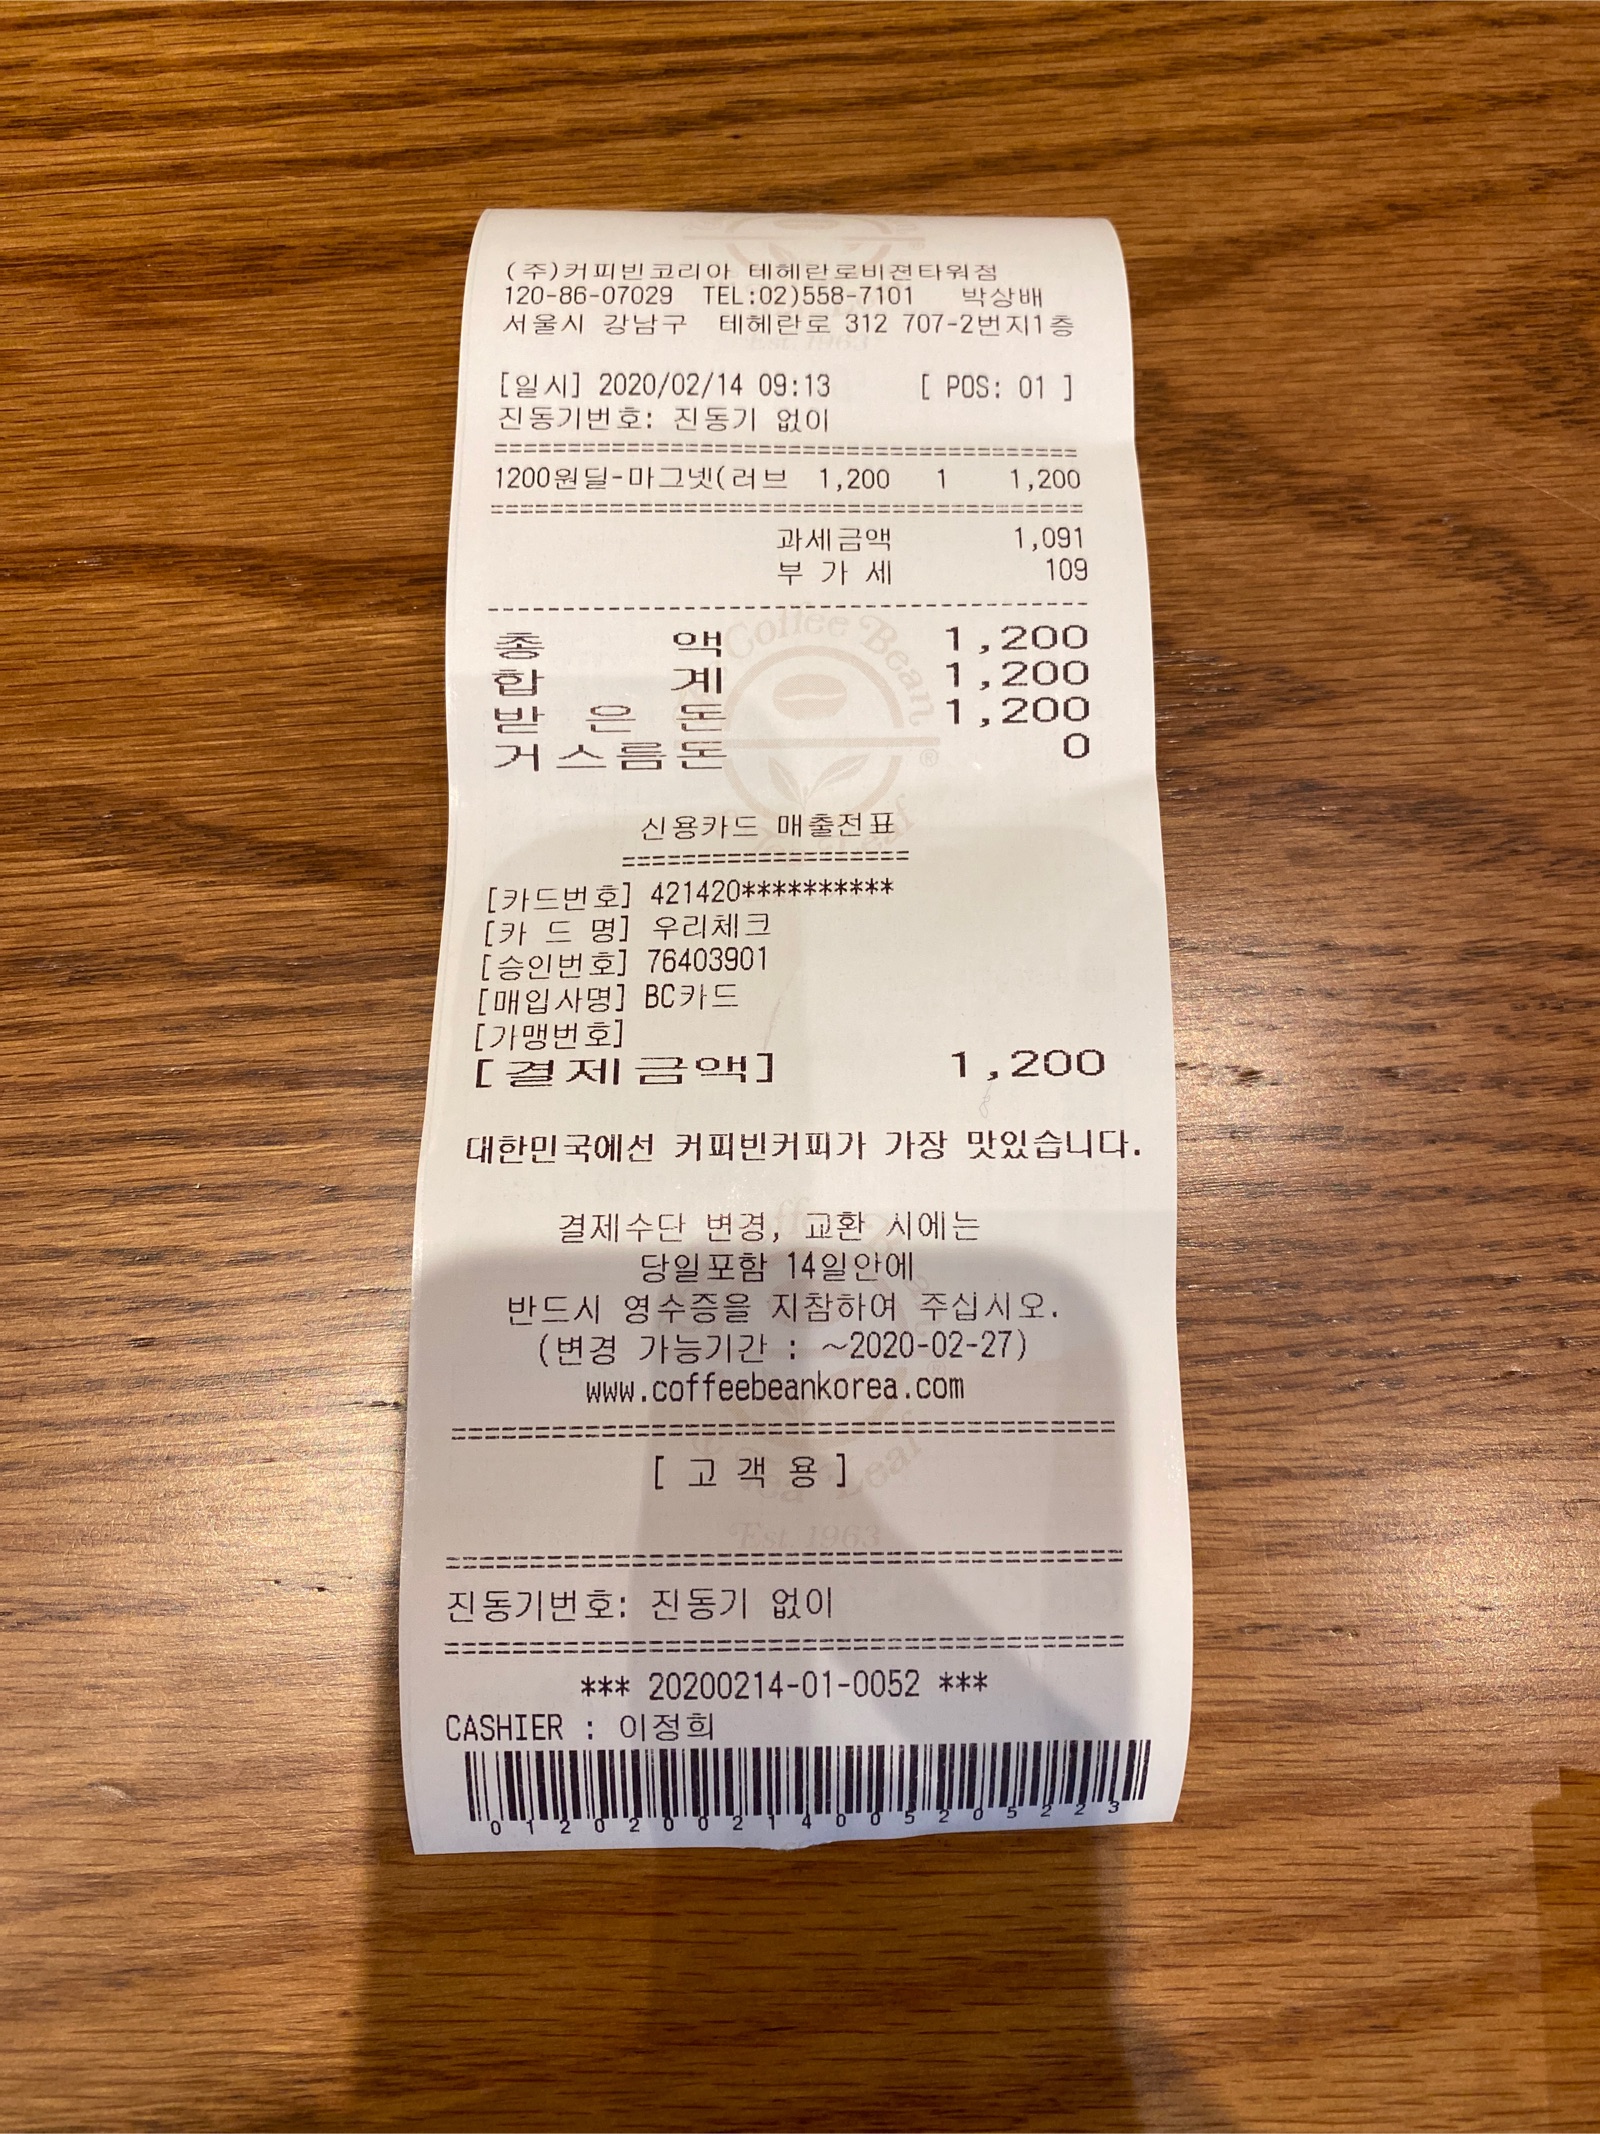 (주)커피빈코리아 테헤란로비젼타워점
120-86-07029 TEL:02)558-7101 박상배
서울시 강남구 테헤란로 312 707-2번지1층
[일시] 2020/02/14 09:13 [ POS: 01 ]
진동기번호: 진동기 없이
1200원딜-마그넷(러브 1,200 1 1,200
과세금액 1,091
부 가 세 109
총 액 1,200
합 계 1,200
받 은 돈 1,200
거스름돈 0
신용카드 매출전표
[카드번호] 421420**********
[카 드 명] 우리체크
[승인번호] 76403901
[매입사명] BC카드
[가맹번호]
[결제금액] 1,200
대한민국에선 커피빈커피가 가장 맛있습니다.
결제수단 변경, 교환 시에는
당일포함 14일안에
반드시 영수증을 지참하여 주십시오.
(변경 가능기간 : ~2020-02-27)
www.coffeebeankorea.com
[ 고 객 용 ]
Est. 1963
진동기번호: 진동기 없이
*** 20200214-01-0052 ***
CASHIER : 이정희
0120200214005205223